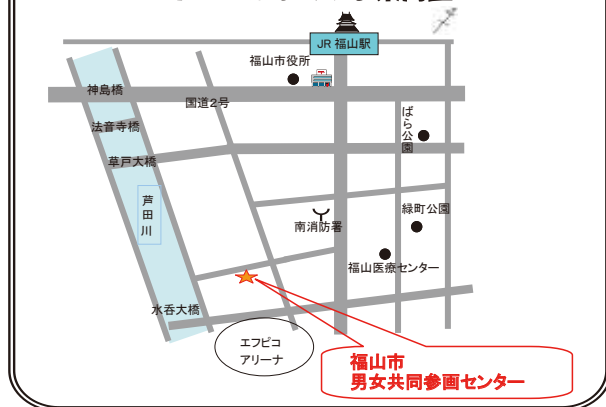 JR 福山駅
福山市役所
神島橋
国道2号
ばら公園
法音寺橋
草戸大橋
芦田川
緑町公園
南消防署
福山医療センター
水呑大橋
エフピコ
アリーナ
福山市
男女共同参画センター